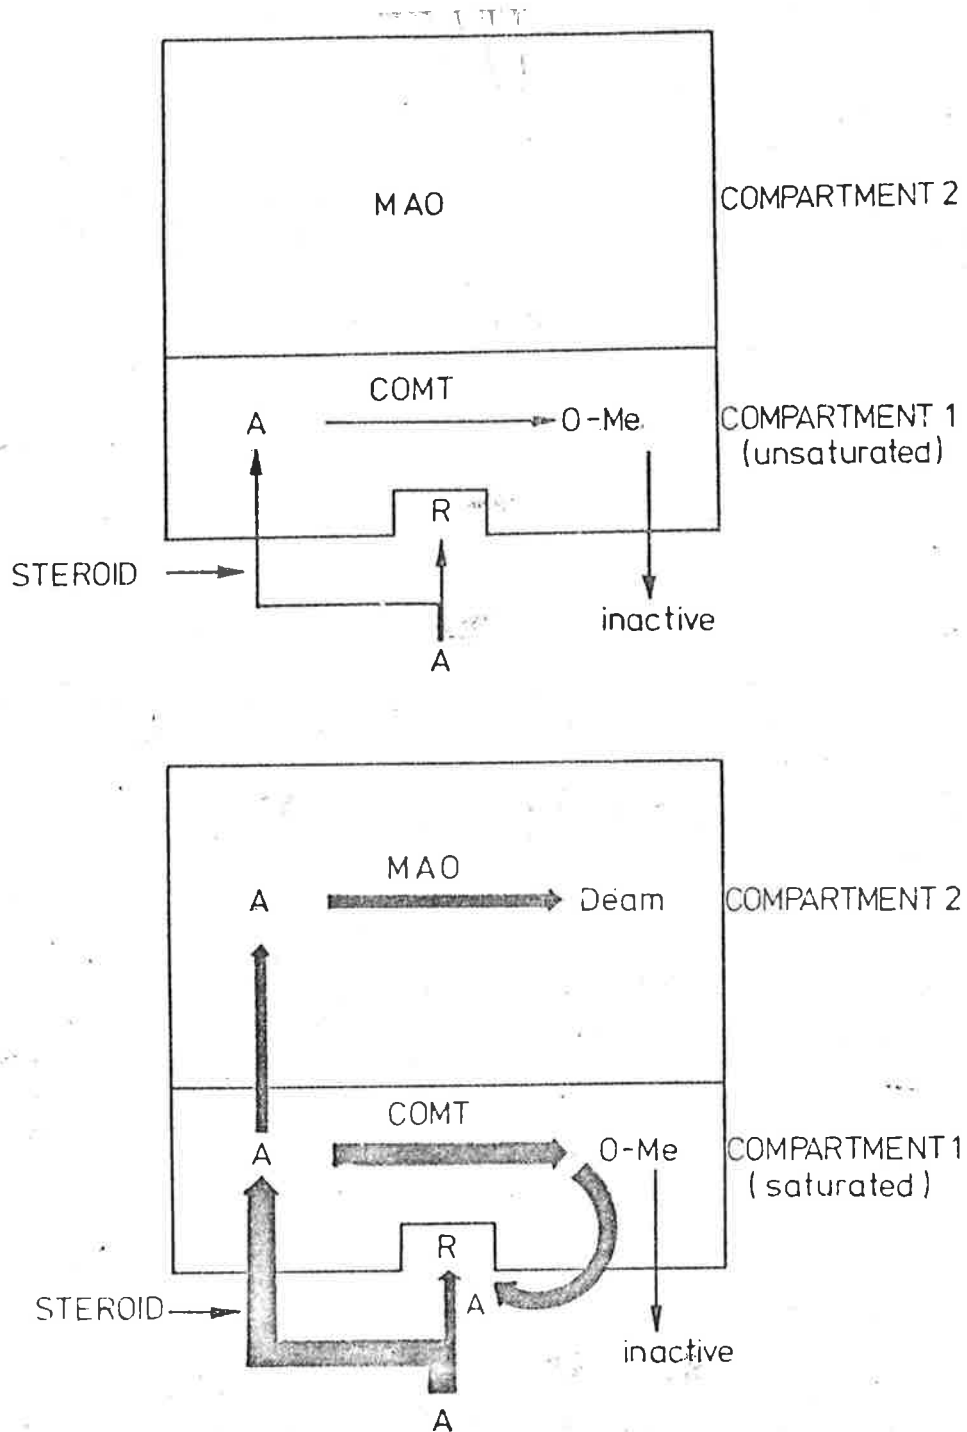 MAO
COMPARTMENT 2
COMT
A
O-Me
COMPARTMENT 1
(unsaturated)
R
STEROID
inactive
A
MAO
A
Deam
COMPARTMENT 2
COMT
A
O-Me
COMPARTMENT 1
(saturated)
R
STEROID
A
inactive
A